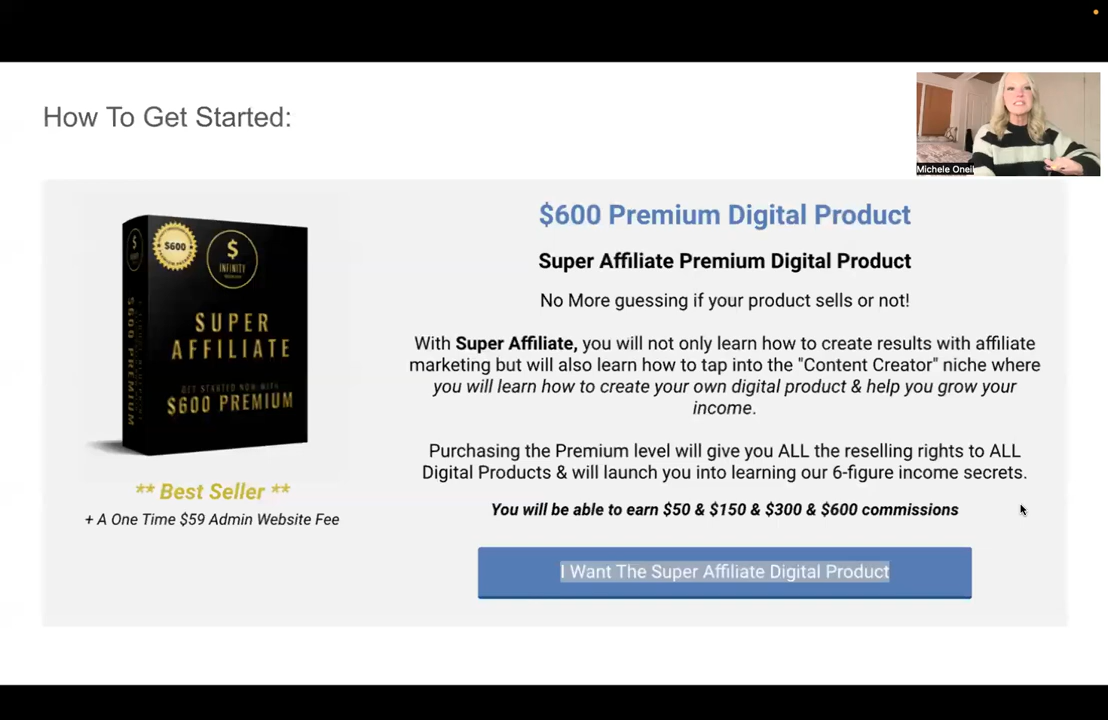 How To Get Started:
Michele Oneil
$600 Premium Digital Product
Super Affiliate Premium Digital Product
No More guessing if your product sells or not!
With Super Affiliate, you will not only learn how to create results with affiliate
marketing but will also learn how to tap into the "Content Creator" niche where
you will learn how to create your own digital product & help you grow your
income.
Purchasing the Premium level will give you ALL the reselling rights to ALL
Digital Products & will launch you into learning our 6-figure income secrets.
You will be able to earn $50 & $150 & $300 & $600 commissions
I Want The Super Affiliate Digital Product
$600
$
INFINITY
SUPER
AFFILIATE
GET STARTED NOW WITH
$600 PREMIUM
$600 PREMIUM
** Best Seller **
+ A One Time $59 Admin Website Fee